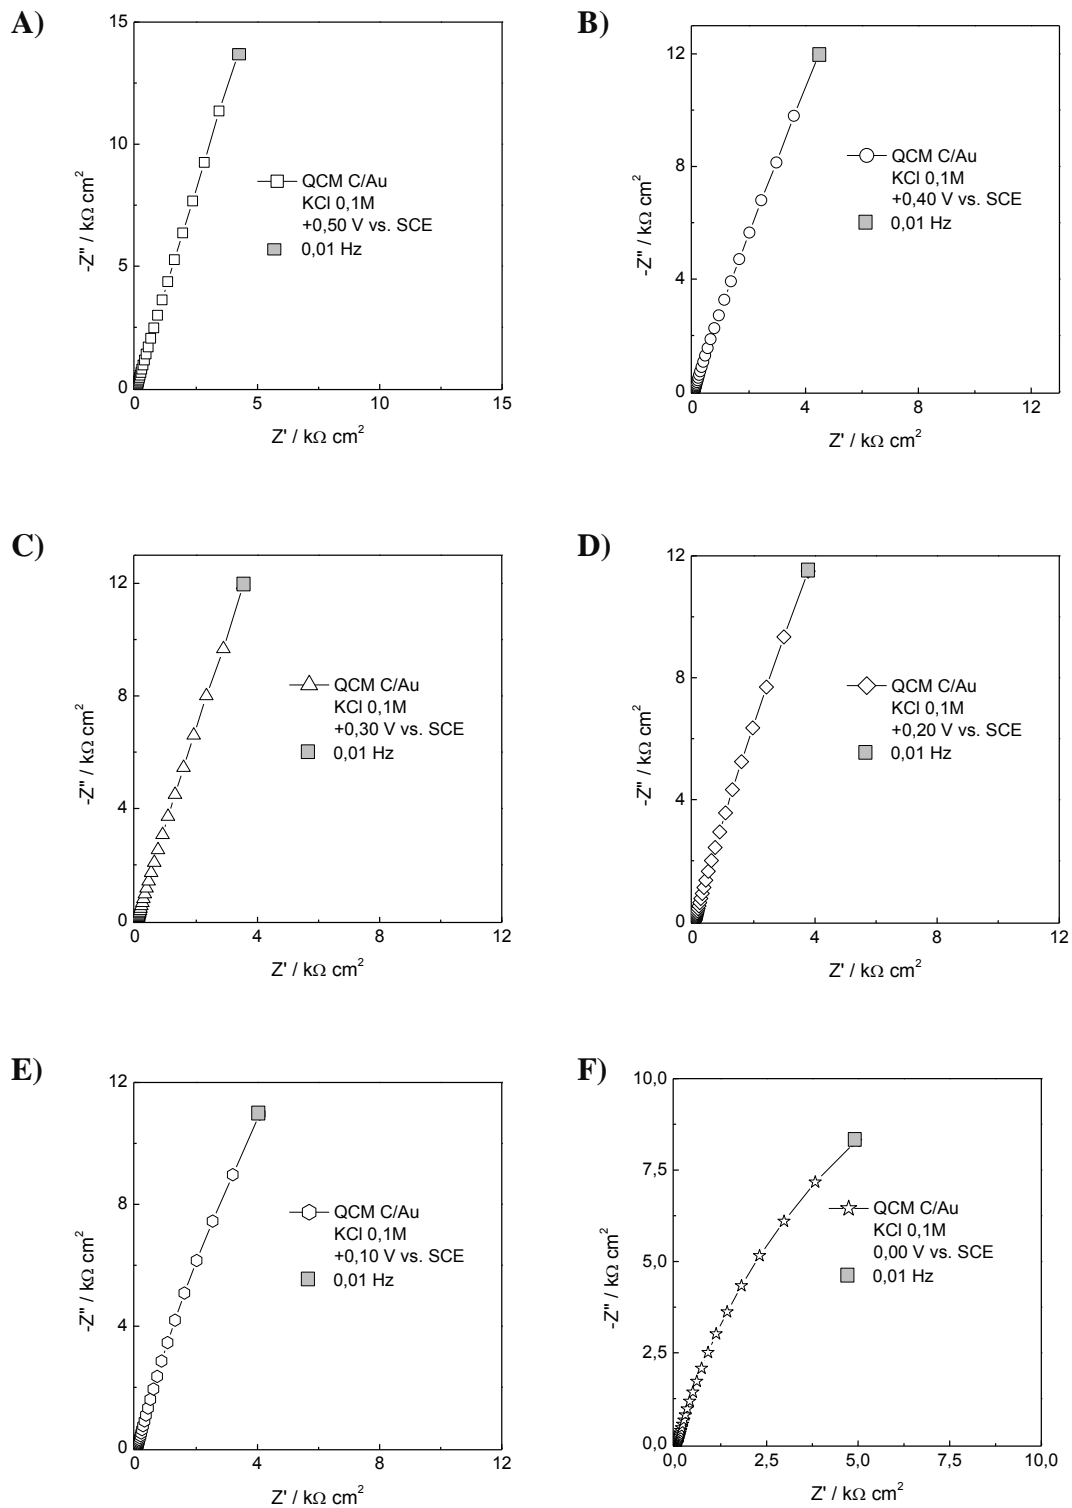 A)
15
10
5
0
0
5
10
15
-Z" / kΩ cm²
Z' / kΩ cm²
QCM C/Au
KCl 0,1M
+0,50 V vs. SCE
0,01 Hz
B)
12
8
4
0
0
4
8
12
-Z" / kΩ cm²
Z' / kΩ cm²
QCM C/Au
KCl 0,1M
+0,40 V vs. SCE
0,01 Hz
C)
12
8
4
0
0
4
8
12
-Z" / kΩ cm²
Z' / kΩ cm²
QCM C/Au
KCl 0,1M
+0,30 V vs. SCE
0,01 Hz
D)
12
8
4
0
0
4
8
12
-Z" / kΩ cm²
Z' / kΩ cm²
QCM C/Au
KCl 0,1M
+0,20 V vs. SCE
0,01 Hz
E)
12
8
4
0
0
4
8
12
-Z" / kΩ cm²
Z' / kΩ cm²
QCM C/Au
KCl 0,1M
+0,10 V vs. SCE
0,01 Hz
F)
10,0
7,5
5,0
2,5
0,0
0,0
2,5
5,0
7,5
10,0
-Z" / kΩ cm²
Z' / kΩ cm²
QCM C/Au
KCl 0,1M
0,00 V vs. SCE
0,01 Hz